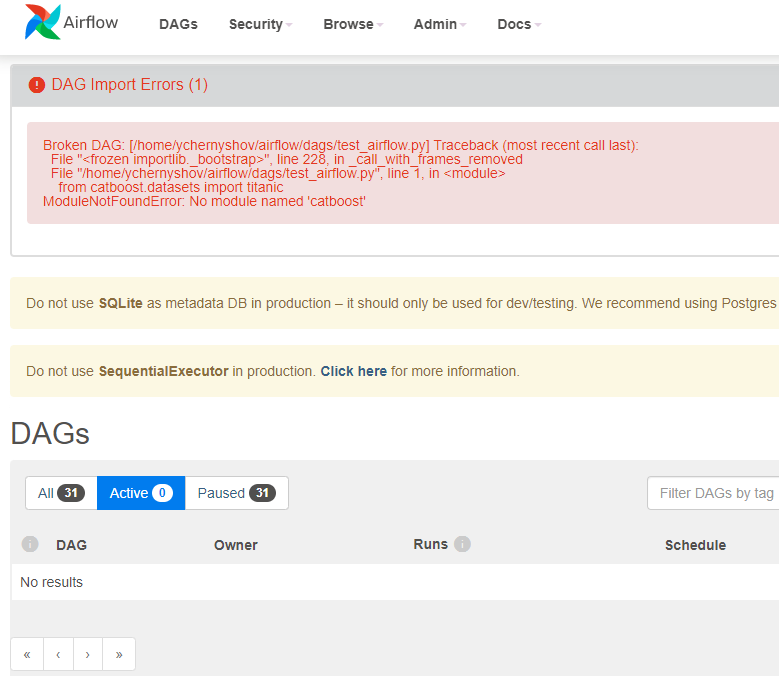 Airflow DAGs Security Browse Admin Docs
! DAG Import Errors (1)
Broken DAG: [/home/ychernyshov/airflow/dags/test_airflow.py] Traceback (most recent call last):
File "<frozen importlib._bootstrap>", line 228, in _call_with_frames_removed
File "/home/ychernyshov/airflow/dags/test_airflow.py", line 1, in <module>
from catboost.datasets import titanic
ModuleNotFoundError: No module named 'catboost'
Do not use SQLite as metadata DB in production – it should only be used for dev/testing. We recommend using Postgres
Do not use SequentialExecutor in production. Click here for more information.
DAGs
All 31 Active 0 Paused 31 Filter DAGs by tag
i DAG Owner Runs i Schedule
No results
« ‹ › »